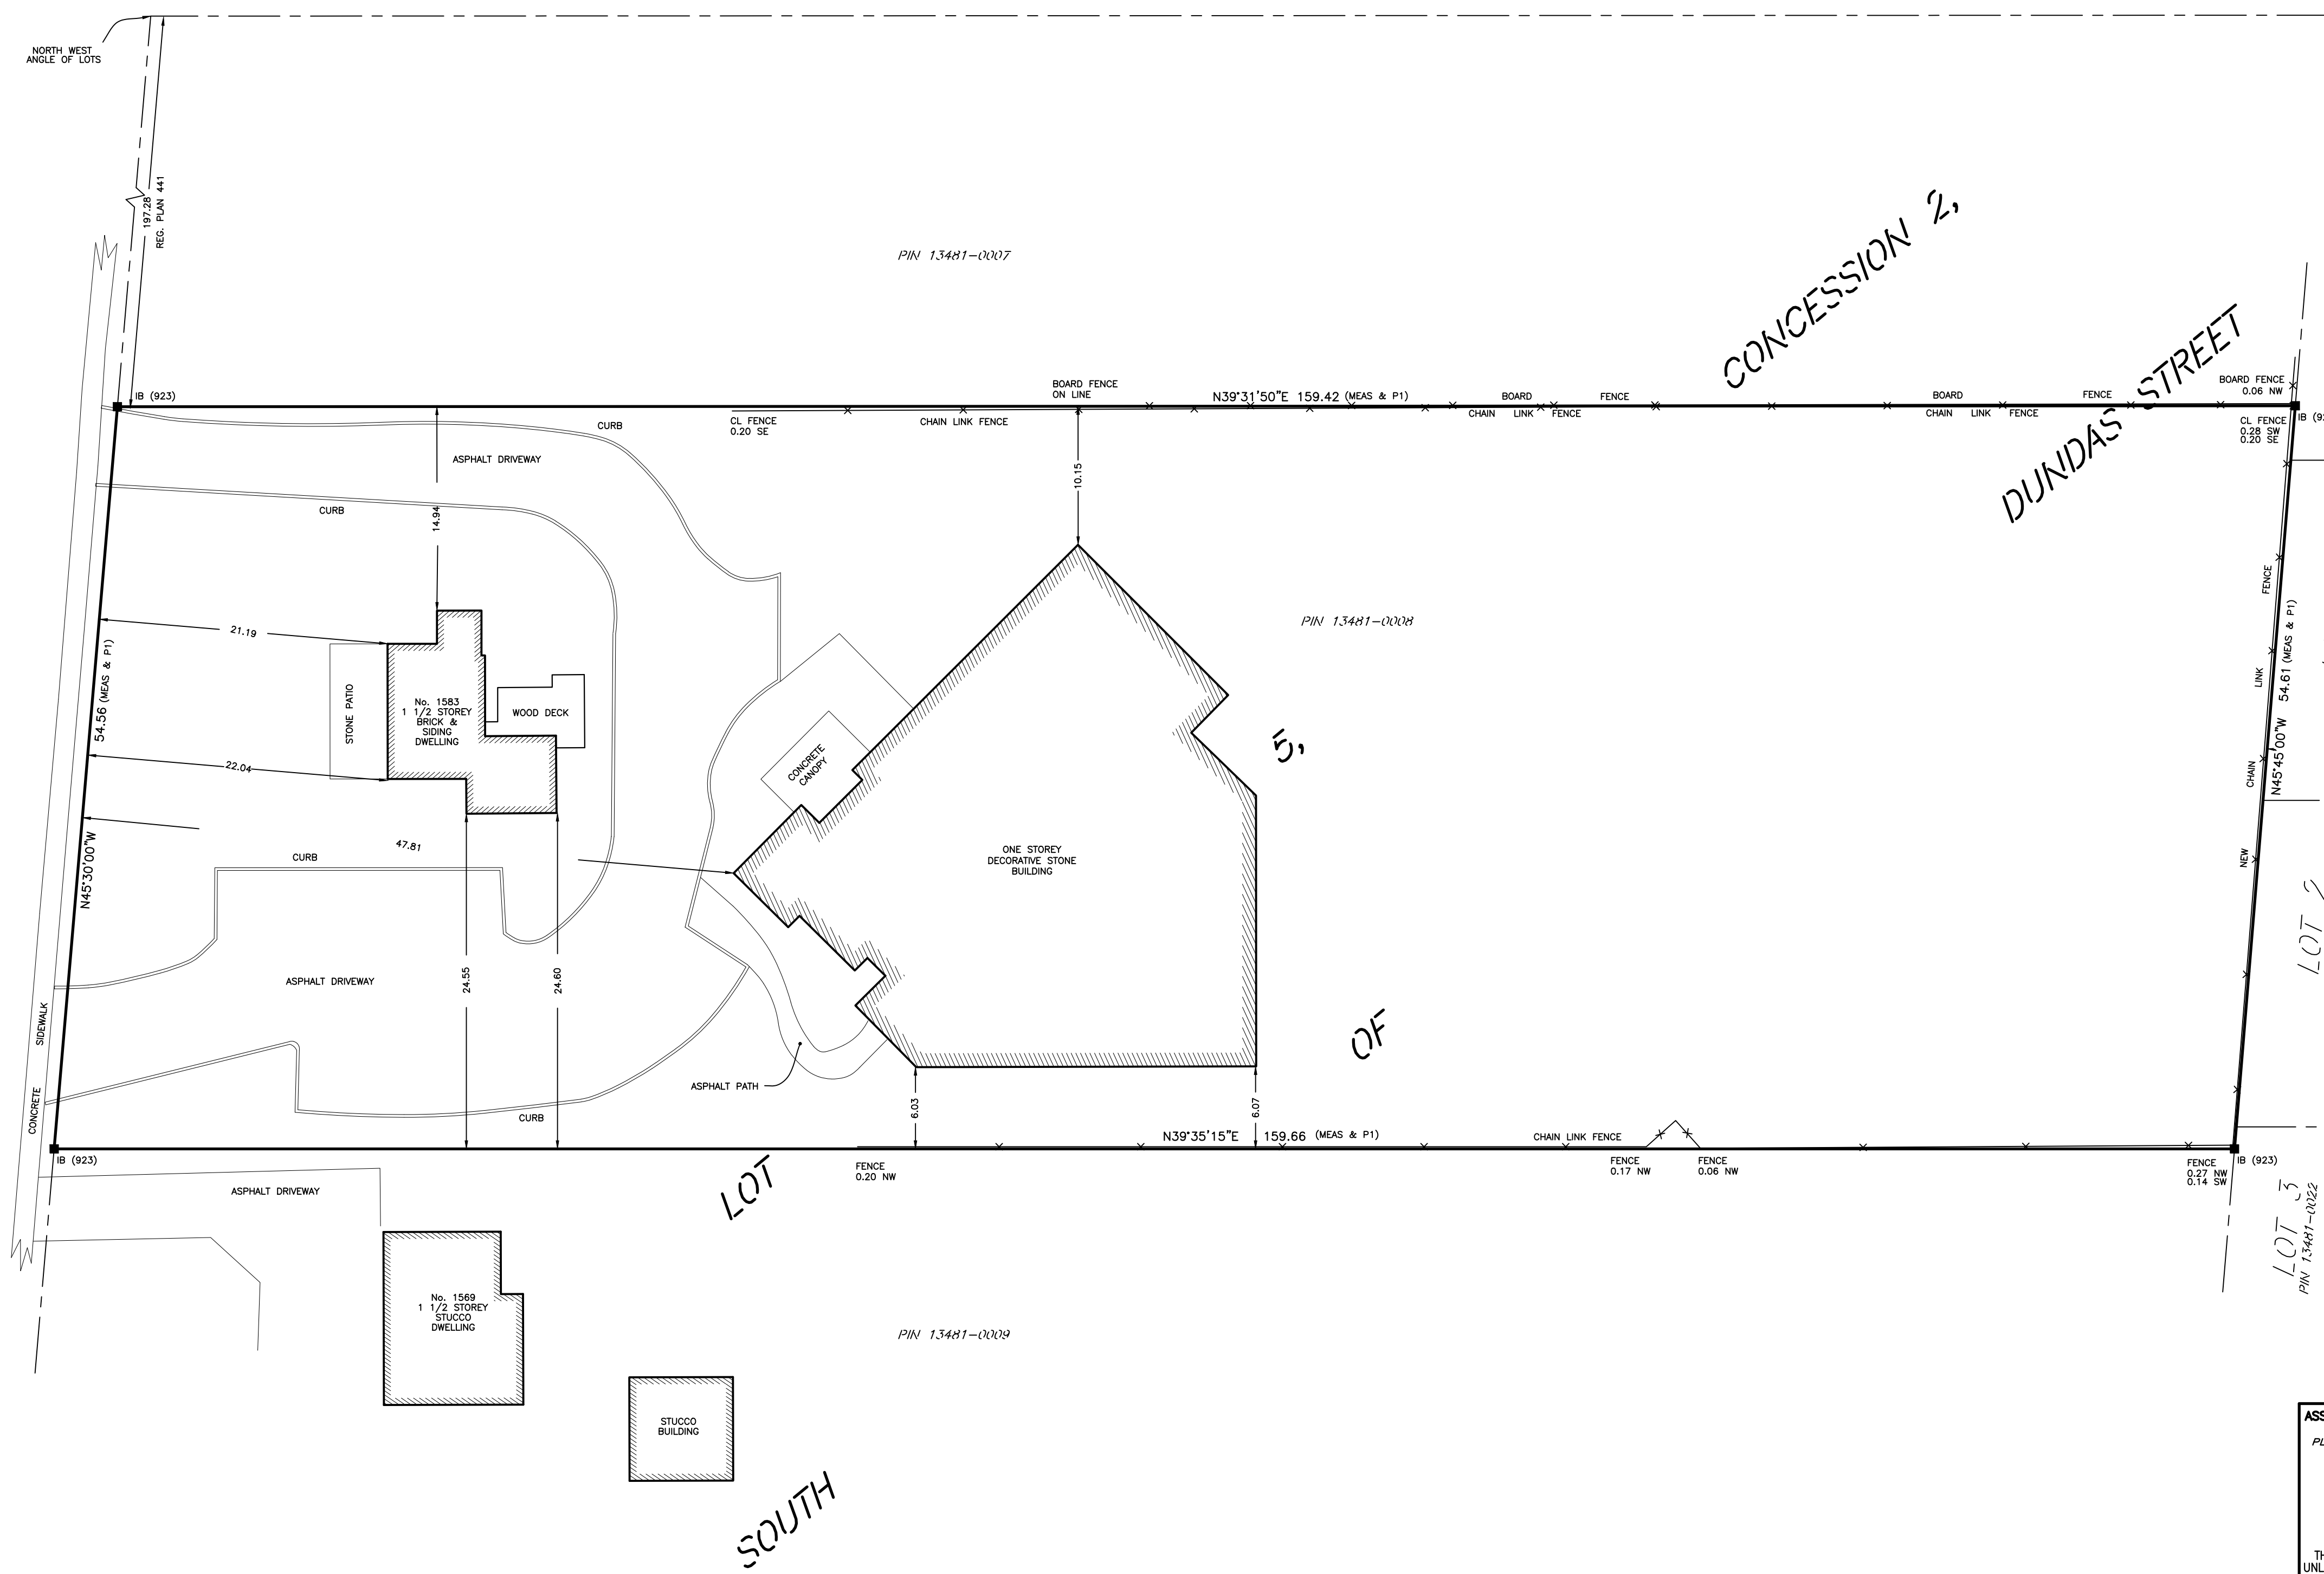 NORTH WEST
ANGLE OF LOTS
197.28
REG. PLAN 441
PIN 13481-0007
CONCESSION 2,
DUNDAS STREET
IB (923)
BOARD FENCE
ON LINE
N39°31'50"E 159.42 (MEAS & P1)
BOARD
FENCE
BOARD
FENCE
BOARD FENCE
0.06 NW
CURB
CL FENCE
0.20 SE
CHAIN LINK FENCE
CHAIN LINK FENCE
CHAIN LINK FENCE
CL FENCE
0.28 SW
0.20 SE
IB
ASPHALT DRIVEWAY
CURB
14.94
10.15
21.19
PIN 13481-0008
FENCE
LINK
CHAIN
NEW
N45°45'00"W 54.61 (MEAS & P1)
54.56 (MEAS & P1)
N45°30'00"W
STONE PATIO
No. 1583
1 1/2 STOREY
BRICK &
SIDING
DWELLING
WOOD DECK
22.04
CONCRETE
CANOPY
5,
47.81
CURB
ONE STOREY
DECORATIVE STONE
BUILDING
LOT 2
ASPHALT DRIVEWAY
24.55
24.60
SIDEWALK
CONCRETE
OF
ASPHALT PATH
CURB
6.03
6.07
N39°35'15"E 159.66 (MEAS & P1)
CHAIN LINK FENCE
IB (923)
FENCE
0.20 NW
FENCE
0.17 NW
FENCE
0.06 NW
FENCE
0.27 NW
0.14 SW
IB (923)
LOT
ASPHALT DRIVEWAY
LOT 3
PIN 13481-0022
No. 1569
1 1/2 STOREY
STUCCO
DWELLING
PIN 13481-0009
STUCCO
BUILDING
SOUTH